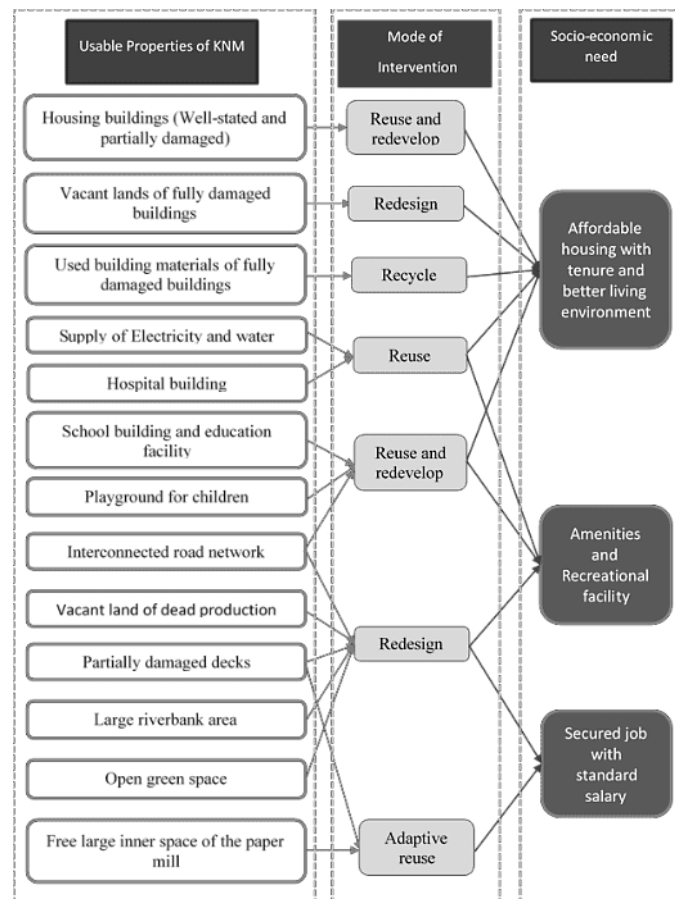 Usable Properties of KNM
Mode of
Intervention
Socio-economic
need
Housing buildings (Well-stated and
partially damaged)
Vacant lands of fully damaged
buildings
Used building materials of fully
damaged buildings
Supply of Electricity and water
Hospital building
School building and education
facility
Playground for children
Interconnected road network
Vacant land of dead production
Partially damaged decks
Large riverbank area
Open green space
Free large inner space of the paper
mill
Reuse and
redevelop
Redesign
Recycle
Reuse
Reuse and
redevelop
Redesign
Adaptive
reuse
Affordable
housing with
tenure and
better living
environment
Amenities
and
Recreational
facility
Secured job
with
standard
salary